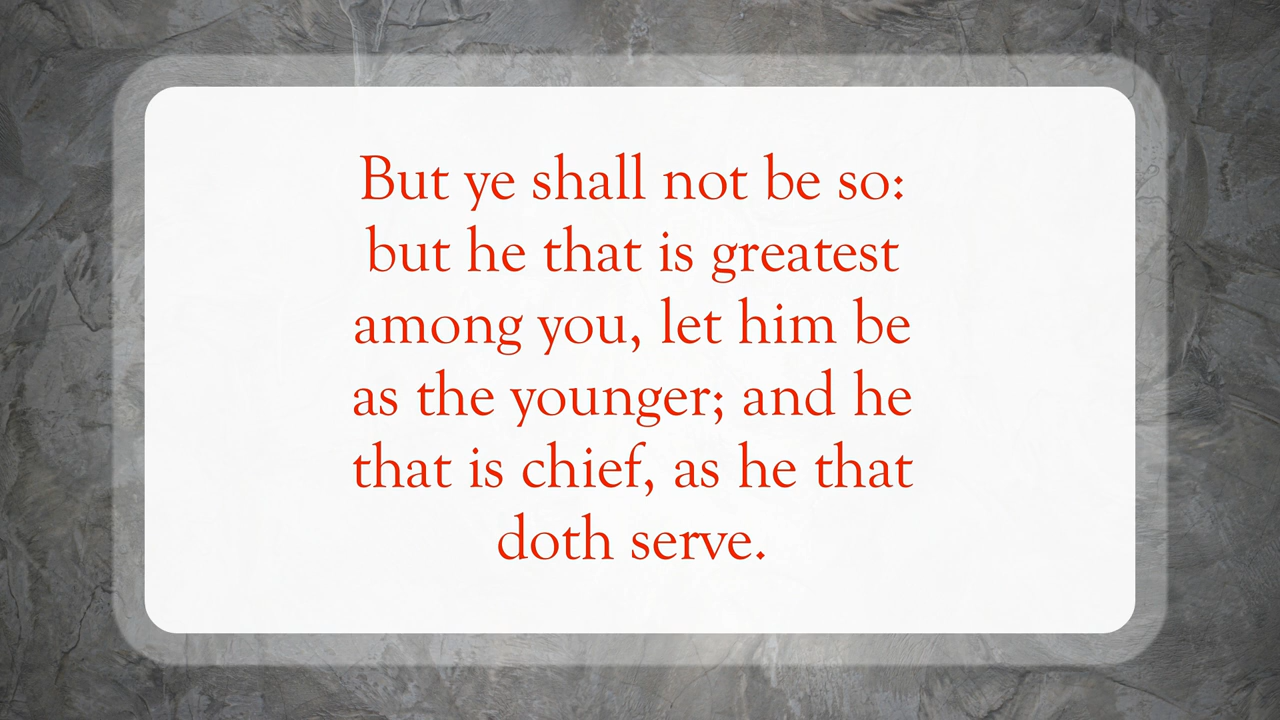 But ye shall not be so:
but he that is greatest
among you, let him be
as the younger; and he
that is chief, as he that
doth serve.